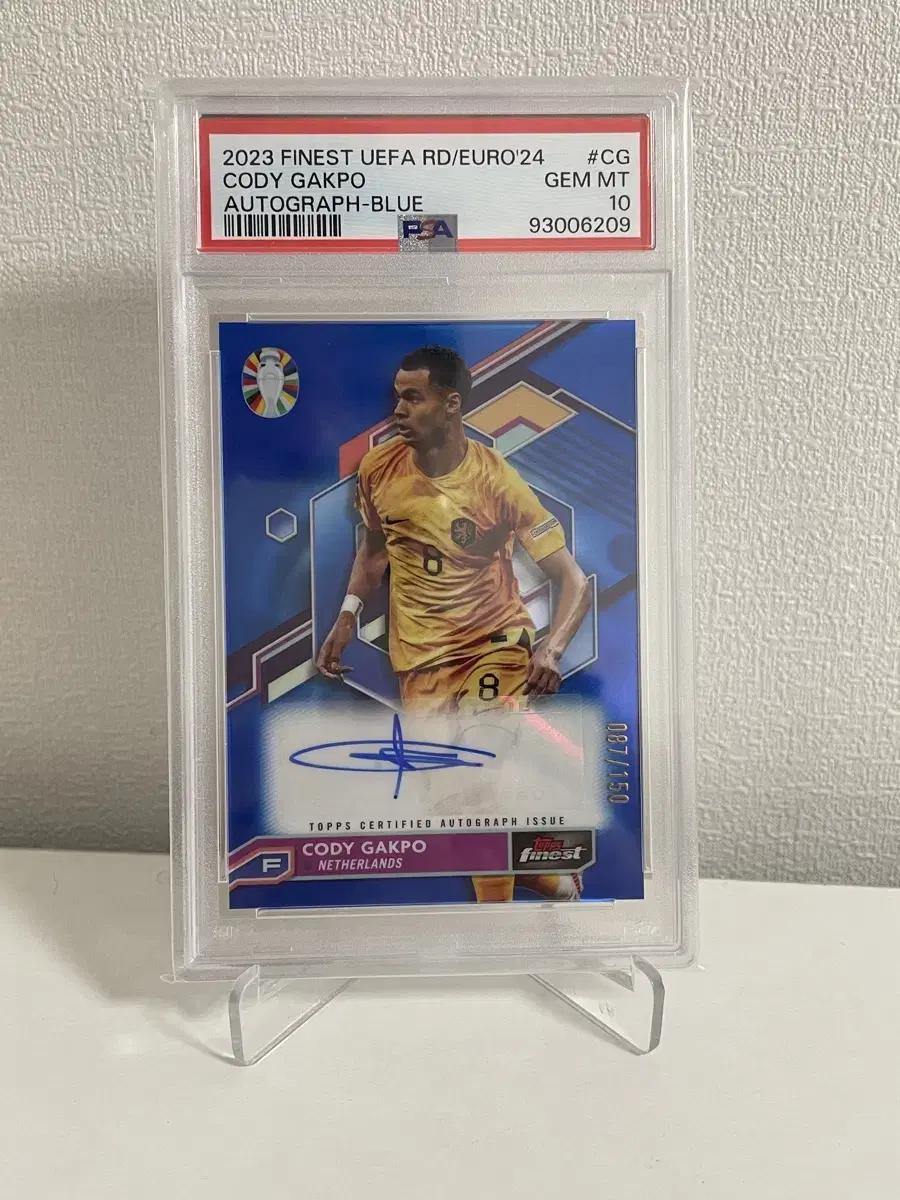 2023 FINEST UEFA RD/EURO'24 #CG
CODY GAKPO GEM MT
AUTOGRAPH-BLUE 10
PSA 93006209
8
8
087/150
TOPPS CERTIFIED AUTOGRAPH ISSUE
CODY GAKPO
F
NETHERLANDS
TOPPS
finest